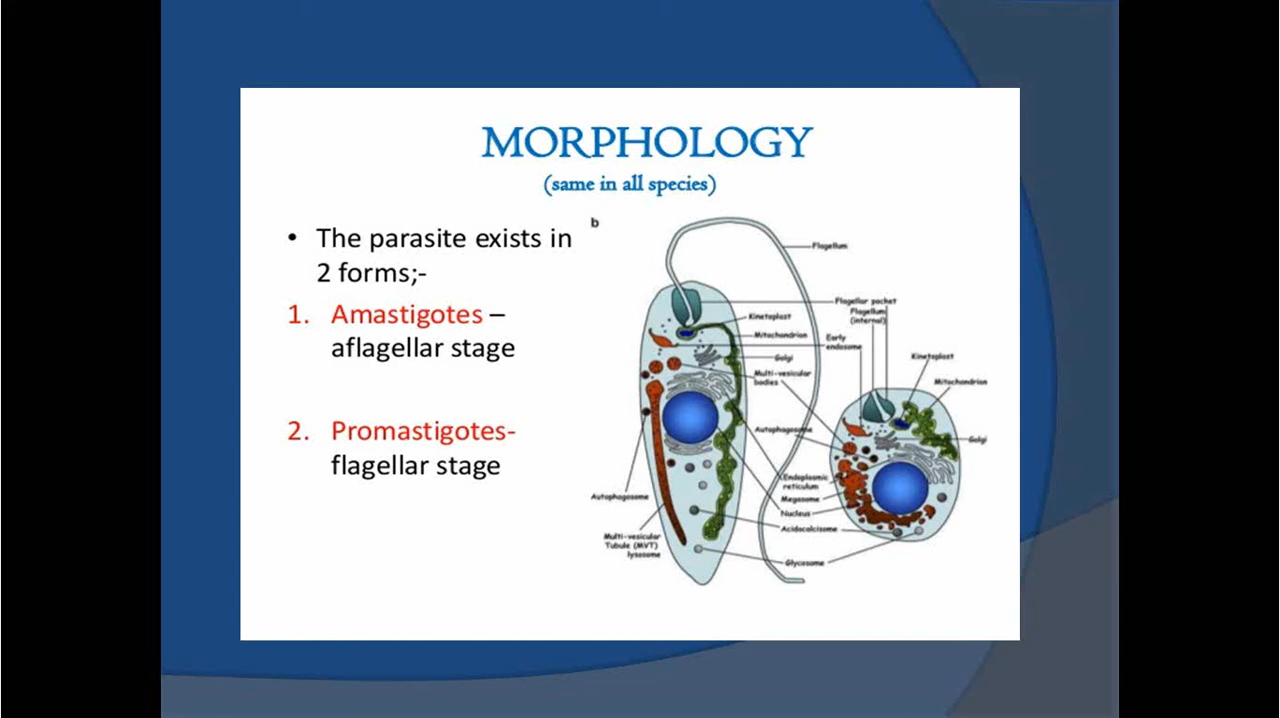 MORPHOLOGY
(same in all species)
• The parasite exists in
2 forms;-
1. Amastigotes –
aflagellar stage
2. Promastigotes-
flagellar stage
b
Flagellum
Flagellar pocket
Flagellum
(internal)
Kinetoplast
Mitochondrion
Early
endosome
Golgi
Multi-vesicular
bodies
Kinetoplast
Mitochondrion
Autophagosome
Golgi
Endoplasmic
reticulum
Megasome
Nucleus
Acidocalcisome
Glycosome
Autophagosome
Multi-vesicular
Tubule (MVT)
lysosome